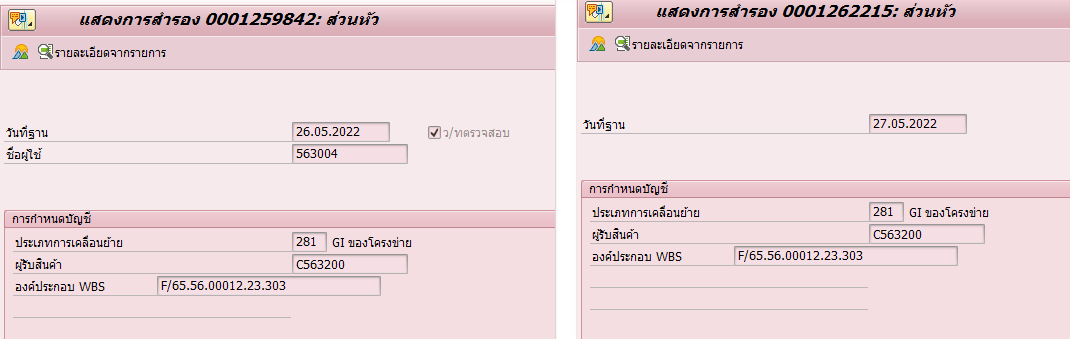 แสดงการสำรอง 0001259842: ส่วนหัว
รายละเอียดจากรายการ
วันที่ฐาน 26.05.2022 ว/ทตรวจสอบ
ชื่อผู้ใช้ 563004
การกำหนดบัญชี
ประเภทการเคลื่อนย้าย 281 GI ของโครงข่าย
ผู้รับสินค้า C563200
องค์ประกอบ WBS F/65.56.00012.23.303
แสดงการสำรอง 0001262215: ส่วนหัว
รายละเอียดจากรายการ
วันที่ฐาน 27.05.2022
การกำหนดบัญชี
ประเภทการเคลื่อนย้าย 281 GI ของโครงข่าย
ผู้รับสินค้า C563200
องค์ประกอบ WBS F/65.56.00012.23.303